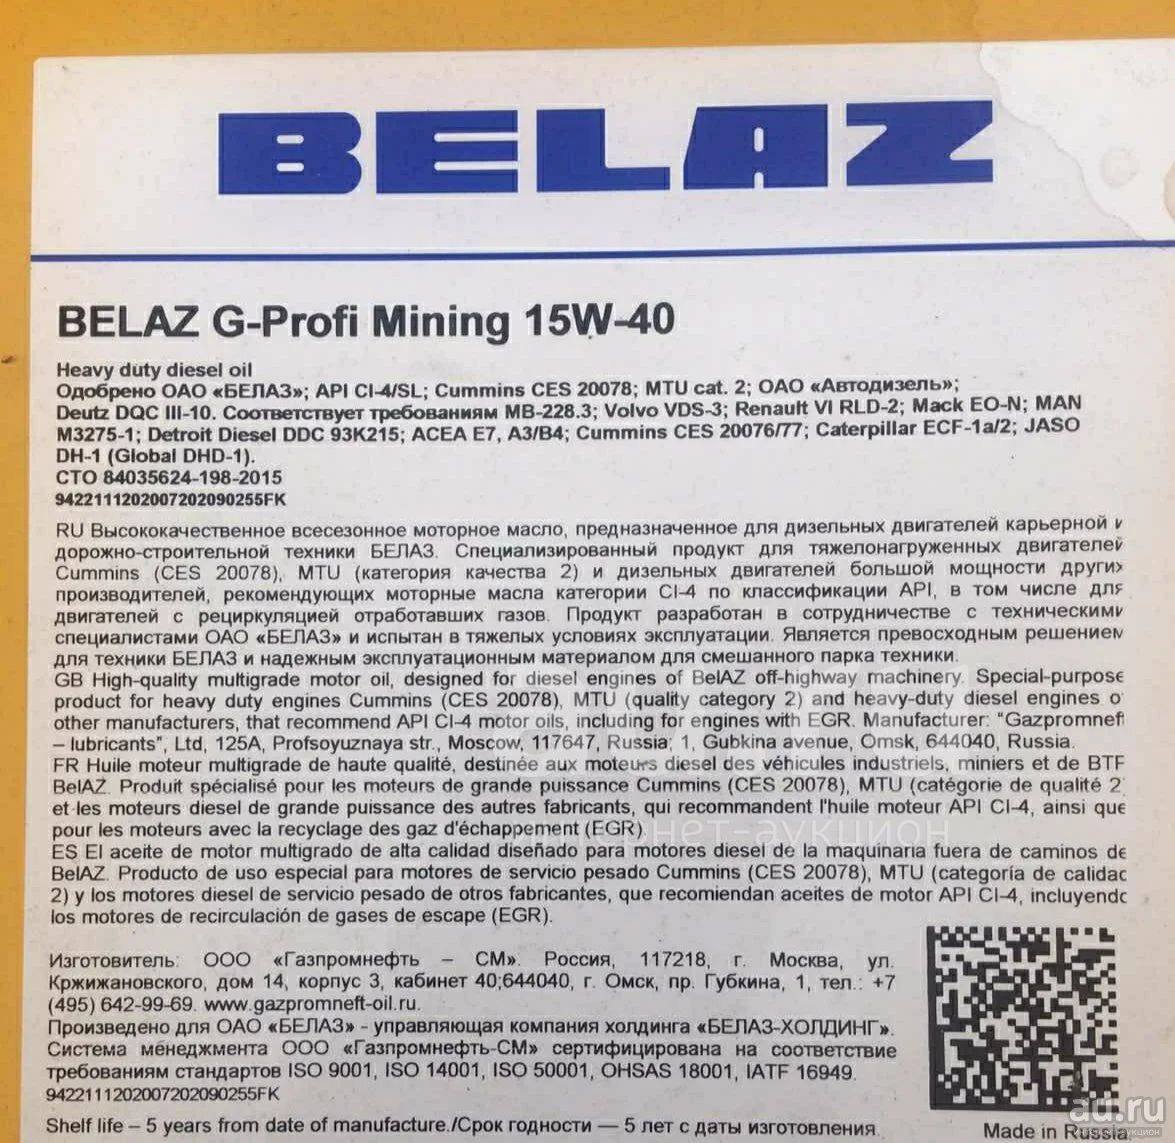 BELAZ
BELAZ G-Profi Mining 15W-40
Heavy duty diesel oil
Одобрено ОАО «БЕЛАЗ»; API CI-4/SL; Cummins CES 20078; MTU cat. 2; ОАО «Автодизель»;
Deutz DQC III-10. Соответствует требованиям MB-228.3; Volvo VDS-3; Renault VI RLD-2; Mack EO-N; MAN
M3275-1; Detroit Diesel DDC 93K215; ACEA E7, A3/B4; Cummins CES 20076/77; Caterpillar ECF-1a/2; JASO
DH-1 (Global DHD-1).
СТО 84035624-198-2015
9422111202007202090255FK
RU Высококачественное всесезонное моторное масло, предназначенное для дизельных двигателей карьерной и
дорожно-строительной техники БЕЛАЗ. Специализированный продукт для тяжелонагруженных двигателей
Cummins (CES 20078), MTU (категория качества 2) и дизельных двигателей большой мощности других
производителей, рекомендующих моторные масла категории CI-4 по классификации API, в том числе для
двигателей с рециркуляцией отработавших газов. Продукт разработан в сотрудничестве с техническими
специалистами ОАО «БЕЛАЗ» и испытан в тяжелых условиях эксплуатации. Является превосходным решением
для техники БЕЛАЗ и надежным эксплуатационным материалом для смешанного парка техники.
GB High-quality multigrade motor oil, designed for diesel engines of BelAZ off-highway machinery. Special-purpose
product for heavy duty engines Cummins (CES 20078), MTU (quality category 2) and heavy-duty diesel engines o
other manufacturers, that recommend API CI-4 motor oils, including for engines with EGR. Manufacturer: "Gazpromneft
– lubricants", Ltd, 125A, Profsoyuznaya str., Moscow, 117647, Russia; 1, Gubkina avenue, Omsk, 644040, Russia.
FR Huile moteur multigrade de haute qualité, destinée aux moteurs diesel des véhicules industriels, miniers et de BTP
BelAZ. Produit spécialisé pour les moteurs de grande puissance Cummins (CES 20078), MTU (catégorie de qualité 2)
et les moteurs diesel de grande puissance des autres fabricants, qui recommandent l'huile moteur API CI-4, ainsi que
pour les moteurs avec la recyclage des gaz d'échappement (EGR).
ES El aceite de motor multigrado de alta calidad diseñado para motores diesel de la maquinaria fuera de caminos de
BelAZ. Producto de uso especial para motores de servicio pesado Cummins (CES 20078), MTU (categoría de calidad
2) y los motores diesel de servicio pesado de otros fabricantes, que recomiendan aceites de motor API CI-4, incluyendo
los motores de recirculación de gases de escape (EGR).
интернет-аукцион
Изготовитель: ООО «Газпромнефть – СМ». Россия, 117218, г. Москва, ул.
Кржижановского, дом 14, корпус 3, кабинет 40;644040, г. Омск, пр. Губкина, 1, тел.: +7
(495) 642-99-69. www.gazpromneft-oil.ru.
Произведено для ОАО «БЕЛАЗ» - управляющая компания холдинга «БЕЛАЗ-ХОЛДИНГ».
Система менеджмента ООО «Газпромнефть-СМ» сертифицирована на соответствие
требованиям стандартов ISO 9001, ISO 14001, ISO 50001, OHSAS 18001, IATF 16949.
9422111202007202090255FK
Shelf life – 5 years from date of manufacture./Срок годности — 5 лет с даты изготовления.
Made in Russia
au.ru
интернет-аукцион